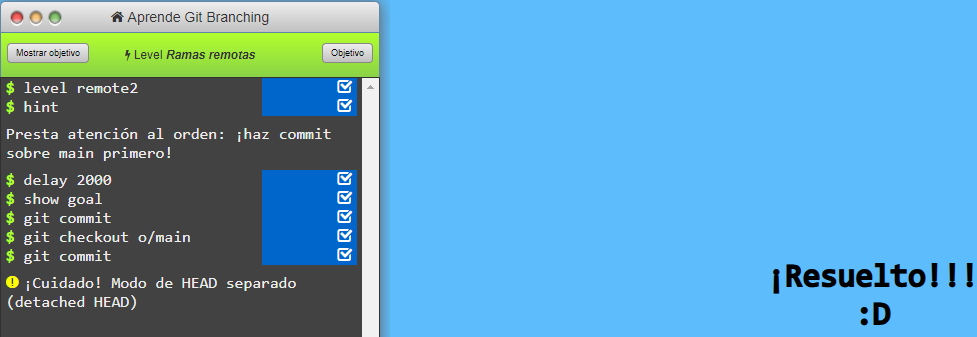 Aprende Git Branching
Mostrar objetivo
Level Ramas remotas
Objetivo
$ level remote2
$ hint
Presta atención al orden: ¡haz commit
sobre main primero!
$ delay 2000
$ show goal
$ git commit
$ git checkout o/main
$ git commit
¡Cuidado! Modo de HEAD separado
(detached HEAD)
¡Resuelto!!!
:D